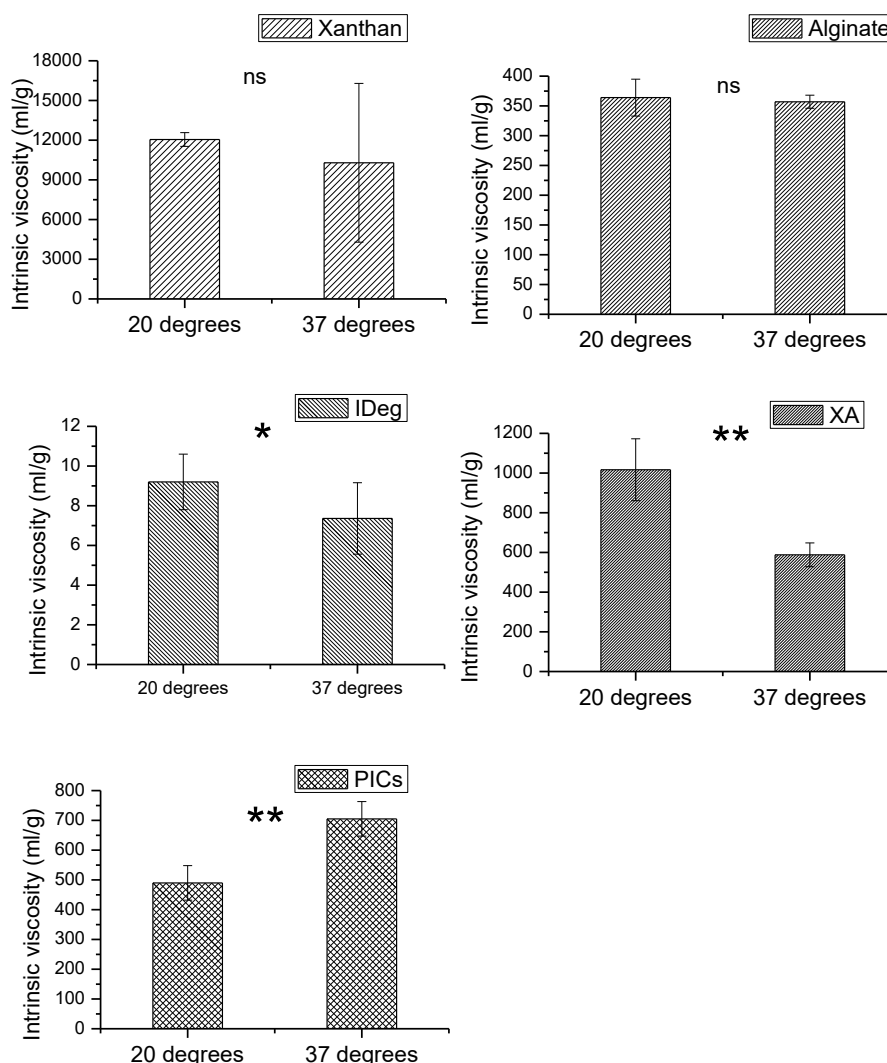 Xanthan
Intrinsic viscosity (ml/g)
18000
15000
12000
9000
6000
3000
0
ns
20 degrees
37 degrees
Alginate
Intrinsic viscosity (ml/g)
400
350
300
250
200
150
100
50
0
ns
20 degrees
37 degrees
IDeg
Intrinsic viscosity (ml/g)
12
10
8
6
4
2
0
*
20 degrees
37 degrees
XA
Intrinsic viscosity (ml/g)
1200
1000
800
600
400
200
0
**
20 degrees
37 degrees
PICs
Intrinsic viscosity (ml/g)
800
700
600
500
400
300
200
100
0
**
20 degrees
37 degrees